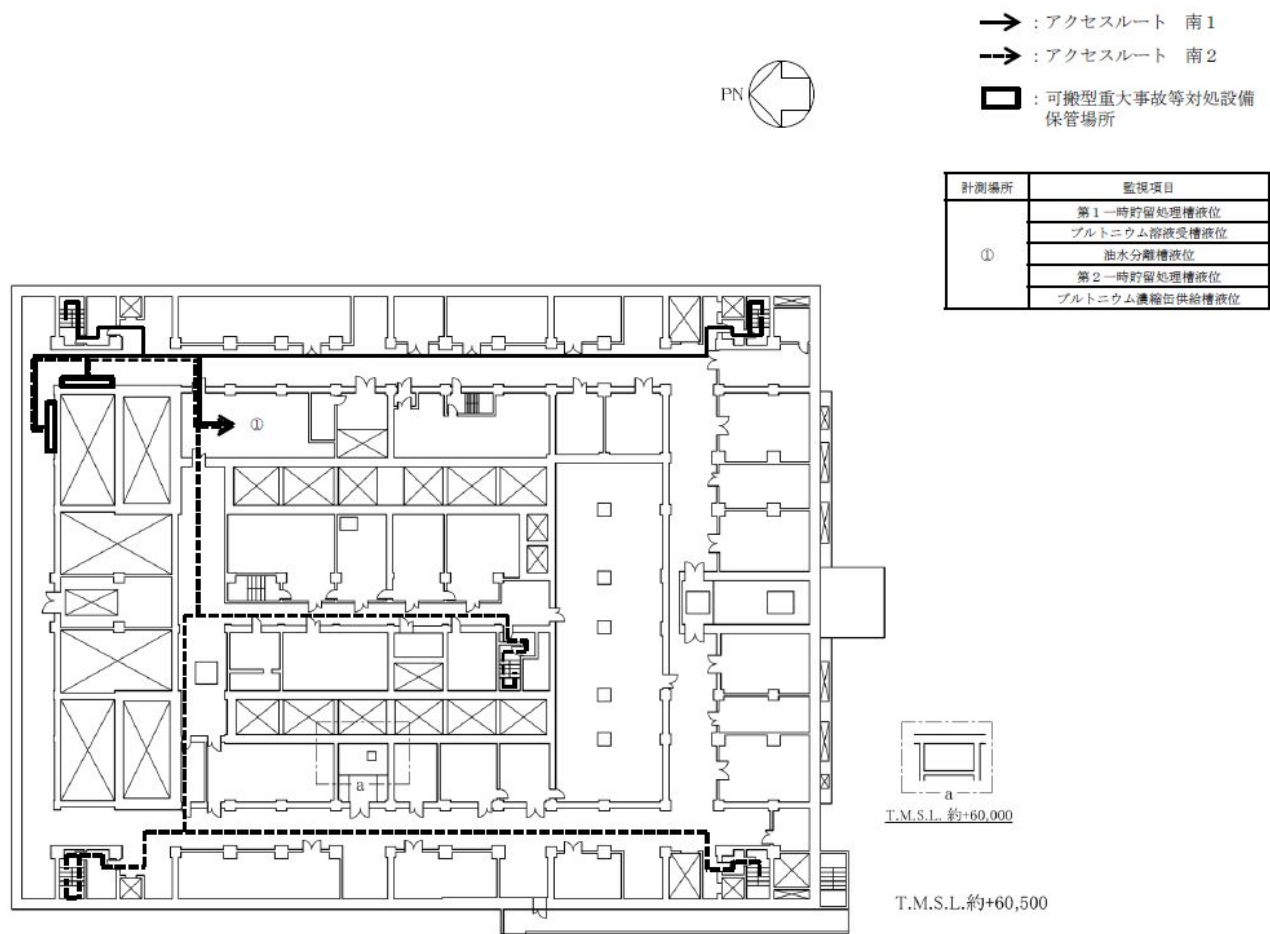 ：アクセスルート　南１
：アクセスルート　南２
：可搬型重大事故等対処設備
保管場所
PN
計測場所　監視項目
①　第１一時貯留処理槽液位
プルトニウム溶液受槽液位
油水分離槽液位
第２一時貯留処理槽液位
プルトニウム濃縮缶供給槽液位
①
a
a
T.M.S.L. 約+60,000
T.M.S.L.約+60,500